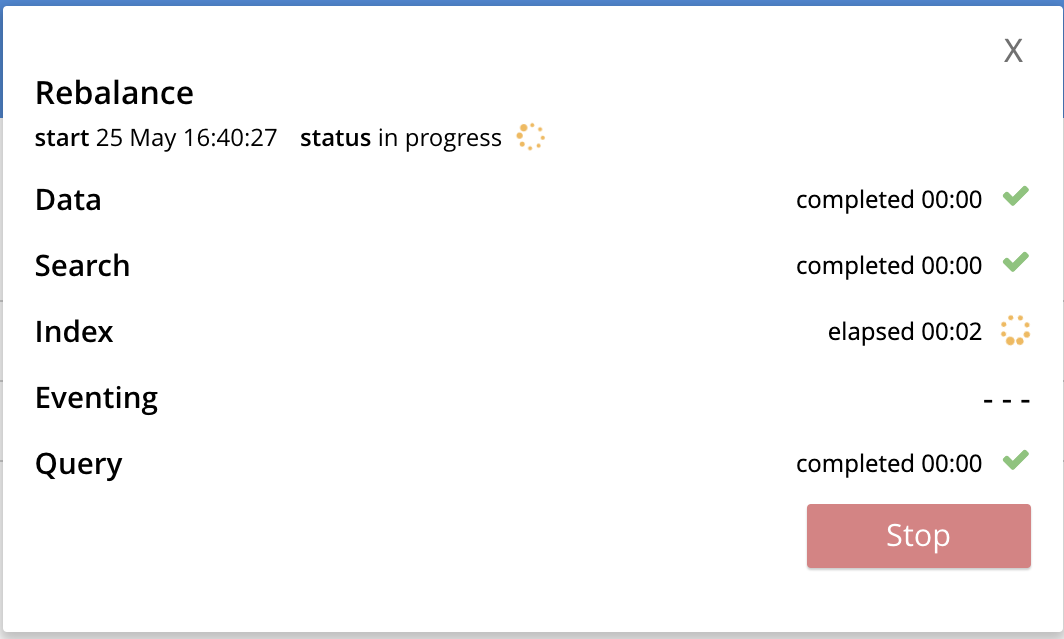 X
Rebalance
start 25 May 16:40:27 status in progress
Data completed 00:00
Search completed 00:00
Index elapsed 00:02
Eventing - - -
Query completed 00:00
Stop